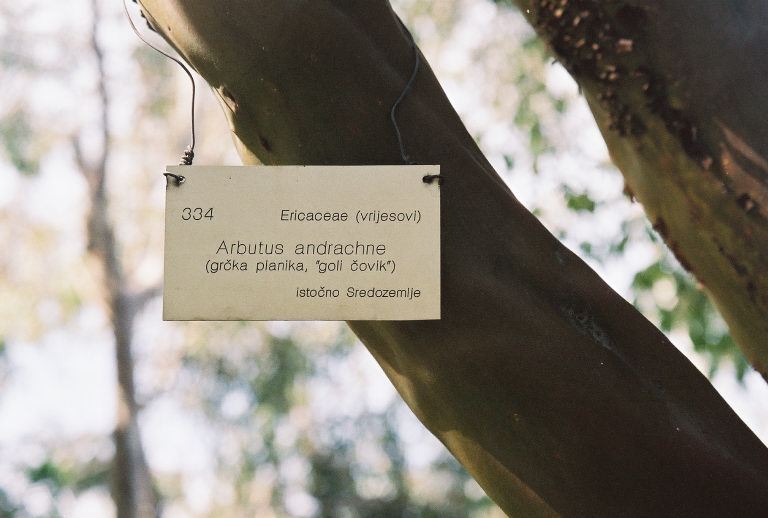 334 Ericaceae (vrijesovi)
Arbutus andrachne
(grčka planika, "goli čovik")
istočno Sredozemlje